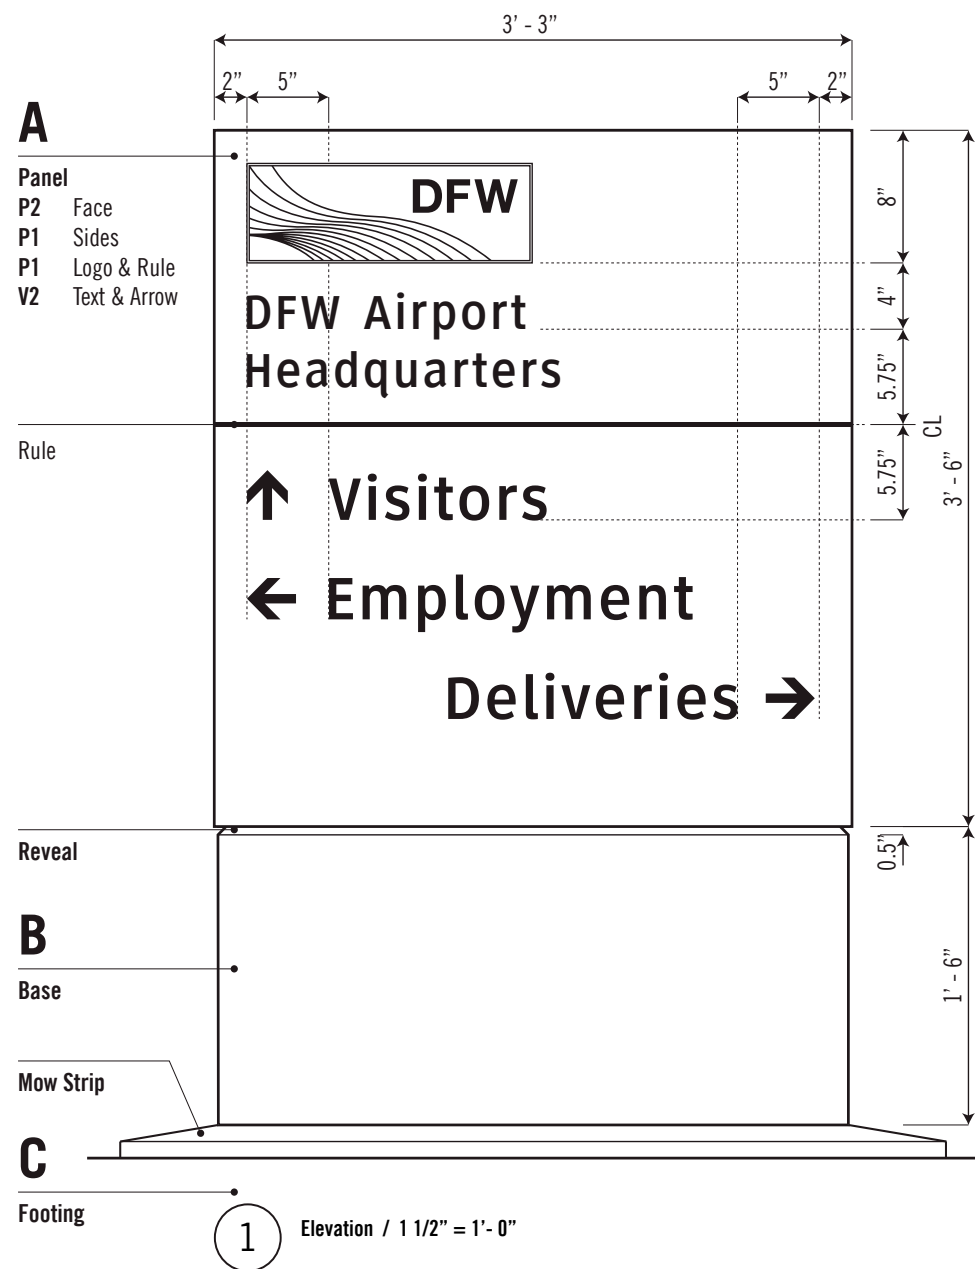 3’ - 3”
2” 5” 5” 2”
A
Panel
P2 Face
P1 Sides
P1 Logo & Rule
V2 Text & Arrow
DFW
8”
DFW Airport
4”
Headquarters
5.75”
CL
Rule
5.75”
3’ - 6”
Visitors
Employment
Deliveries
Reveal
0.5”
B
Base
1’ - 6”
Mow Strip
C
Footing
1 Elevation / 1 1/2” = 1’- 0”